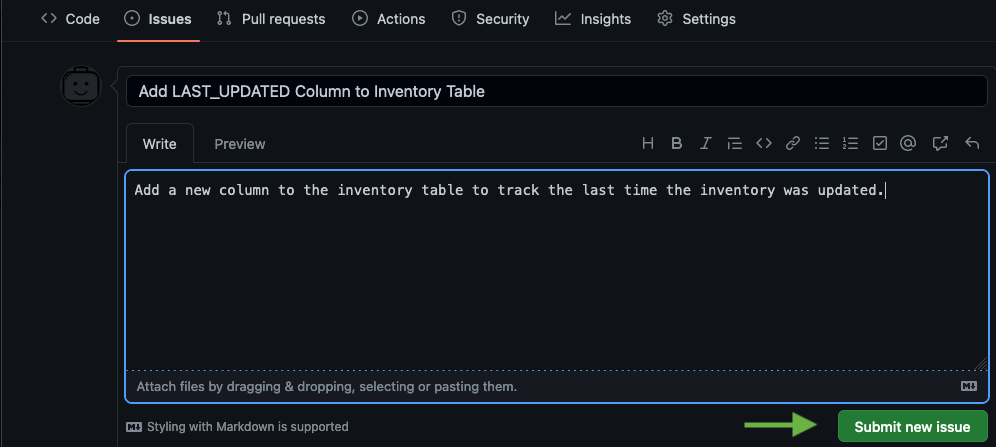 Code Issues Pull requests Actions Security Insights Settings
Add LAST_UPDATED Column to Inventory Table
Write Preview
Add a new column to the inventory table to track the last time the inventory was updated.
Attach files by dragging & dropping, selecting or pasting them.
Styling with Markdown is supported
Submit new issue